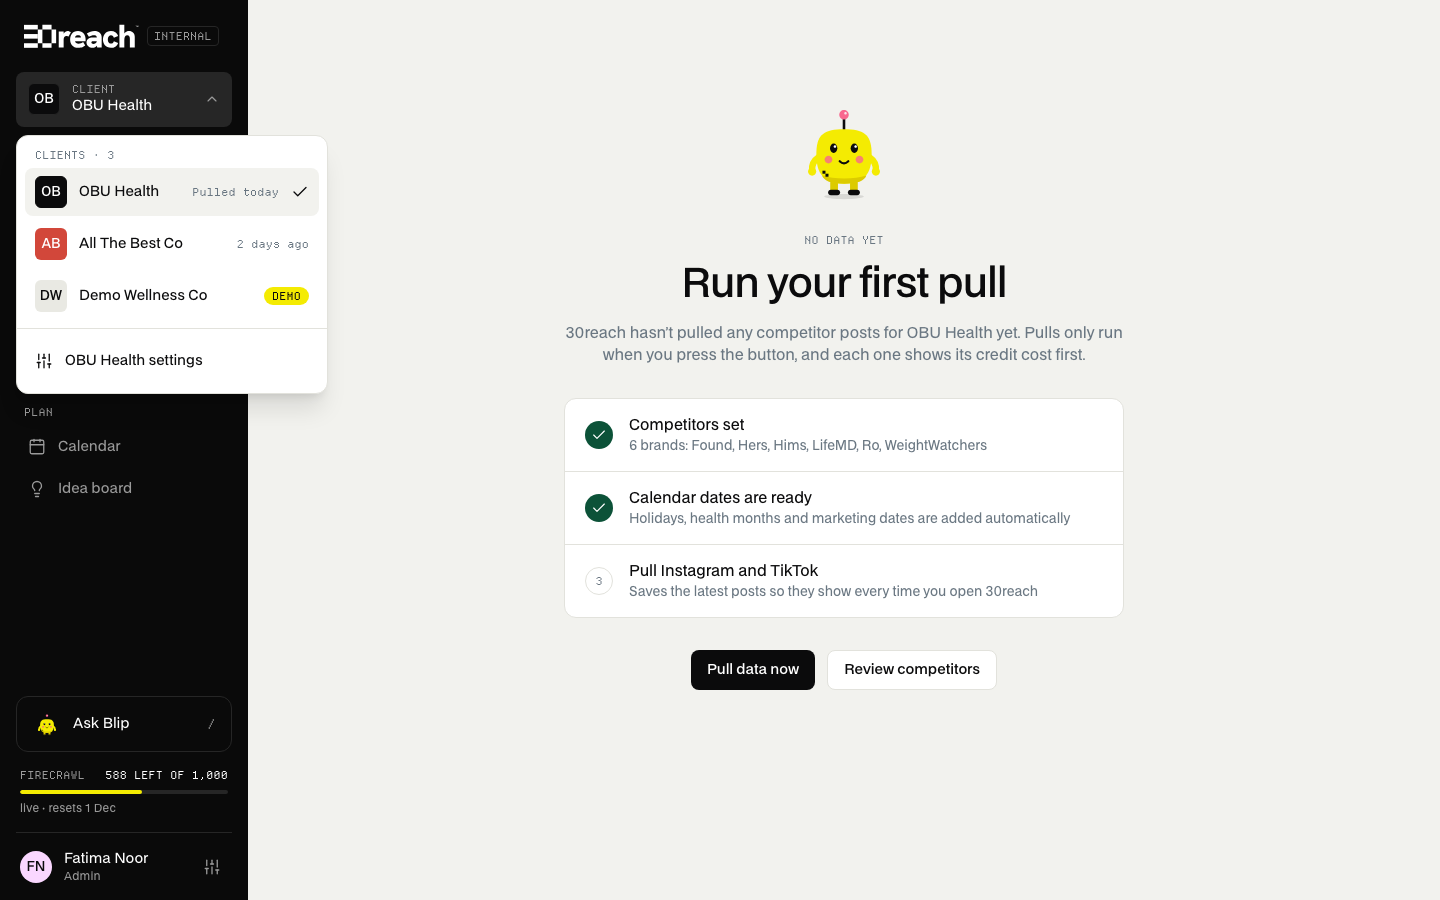 30reach
INTERNAL
OB
CLIENT
OBU Health
CLIENTS · 3
OB OBU Health Pulled today
AB All The Best Co 2 days ago
DW Demo Wellness Co DEMO
OBU Health settings
PLAN
Calendar
Idea board
Ask Blip /
FIRECRAWL 588 LEFT OF 1,000
live · resets 1 Dec
FN
Fatima Noor
Admin
NO DATA YET
Run your first pull
30reach hasn't pulled any competitor posts for OBU Health yet. Pulls only run
when you press the button, and each one shows its credit cost first.
Competitors set
6 brands: Found, Hers, Hims, LifeMD, Ro, WeightWatchers
Calendar dates are ready
Holidays, health months and marketing dates are added automatically
3
Pull Instagram and TikTok
Saves the latest posts so they show every time you open 30reach
Pull data now
Review competitors